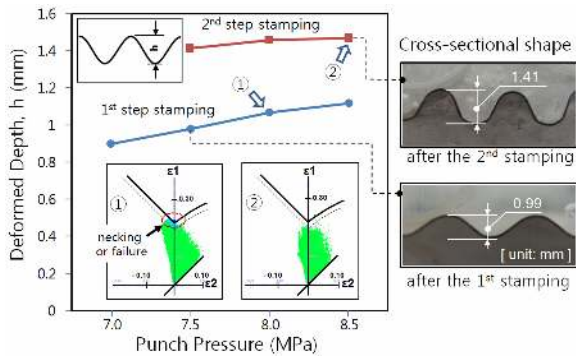 1.6
1.4
1.2
1
0.8
0.6
0.4
0.2
0
7.0
7.5
8.0
8.5
Deformed Depth, h (mm)
Punch Pressure (MPa)
h
2nd step stamping
②
①
1st step stamping
ε1
①
0.30
necking
or failure
-0.10
0.10
ε2
ε1
②
0.30
-0.10
0.10
ε2
Cross-sectional shape
1.41
after the 2nd stamping
0.99
[ unit: mm ]
after the 1st stamping